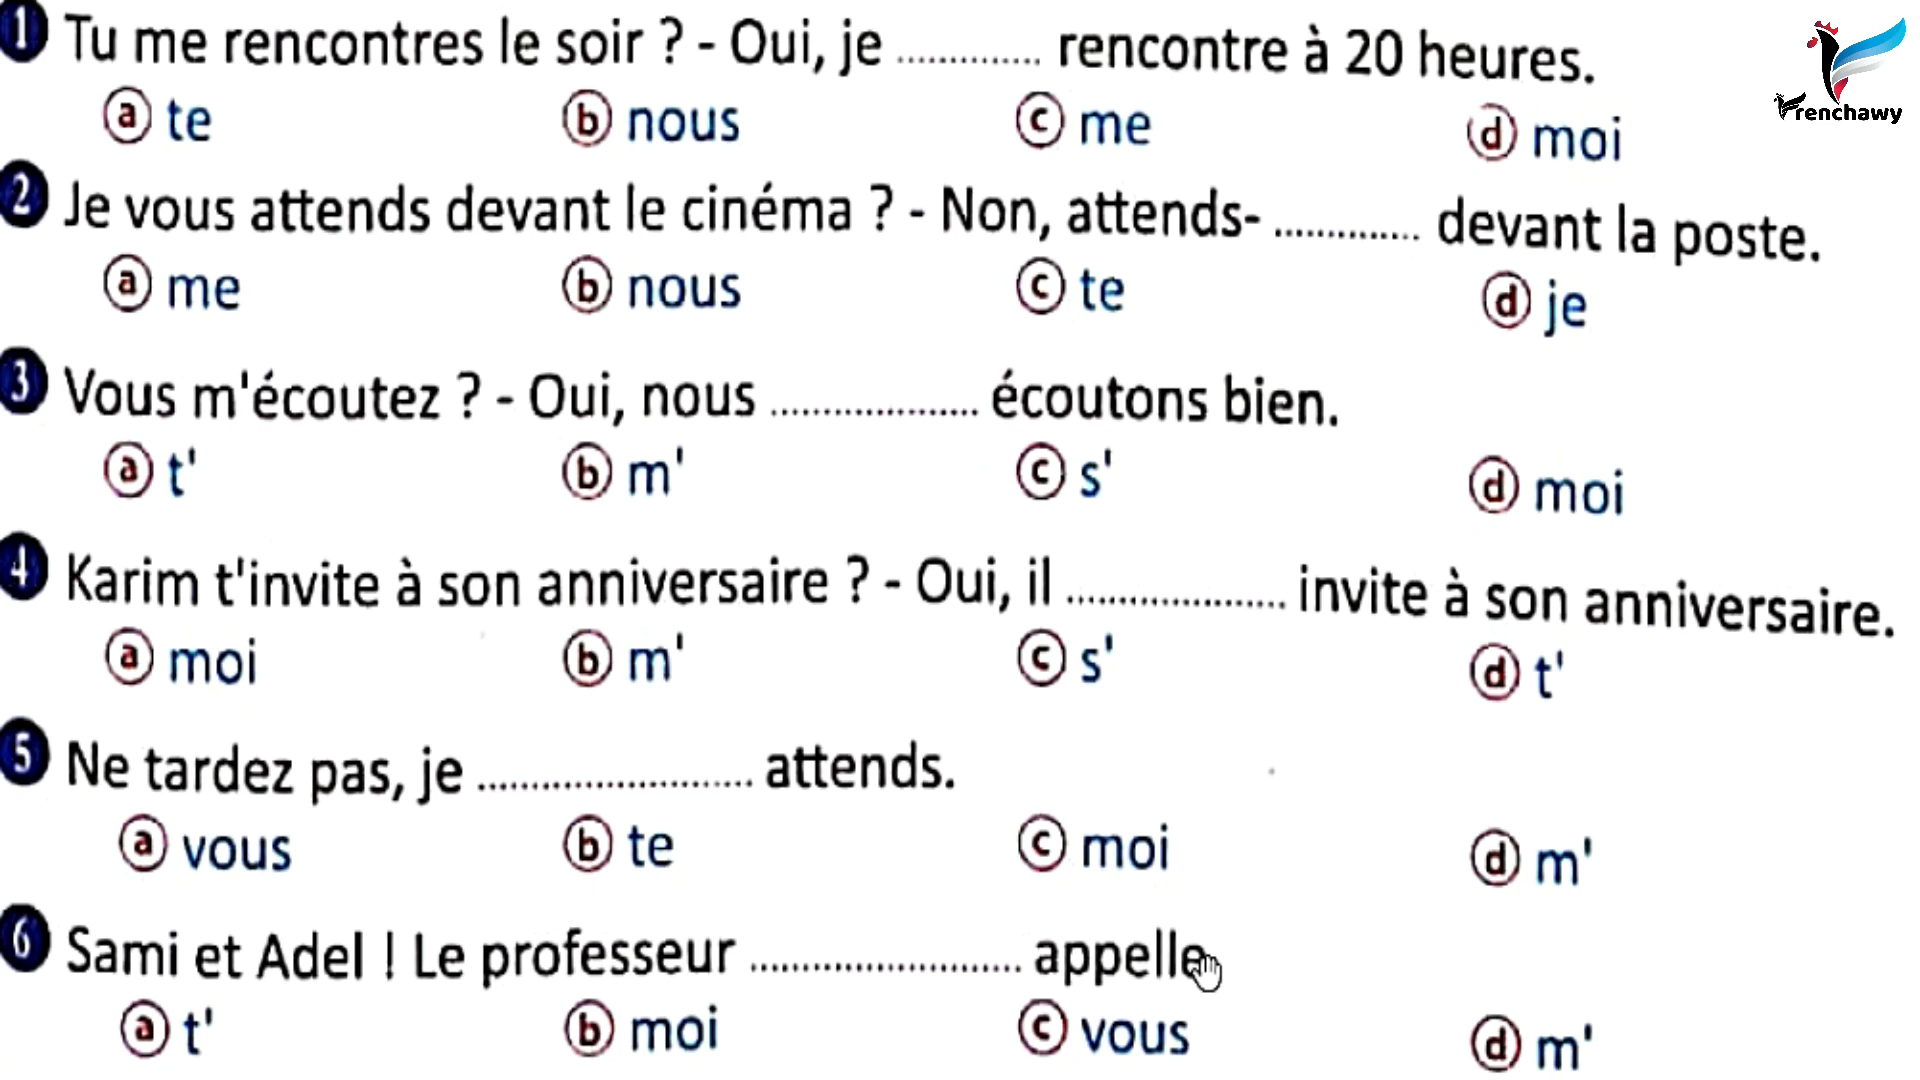 1 Tu me rencontres le soir ? - Oui, je .............. rencontre à 20 heures.
a te b nous c me d moi
2 Je vous attends devant le cinéma ? - Non, attends- .............. devant la poste.
a me b nous c te d je
3 Vous m'écoutez ? - Oui, nous .................... écoutons bien.
a t' b m' c s' d moi
4 Karim t'invite à son anniversaire ? - Oui, il ..................... invite à son anniversaire.
a moi b m' c s' d t'
5 Ne tardez pas, je .......................... attends.
a vous b te c moi d m'
6 Sami et Adel ! Le professeur .......................... appelle
a t' b moi c vous d m'
Frenchawy